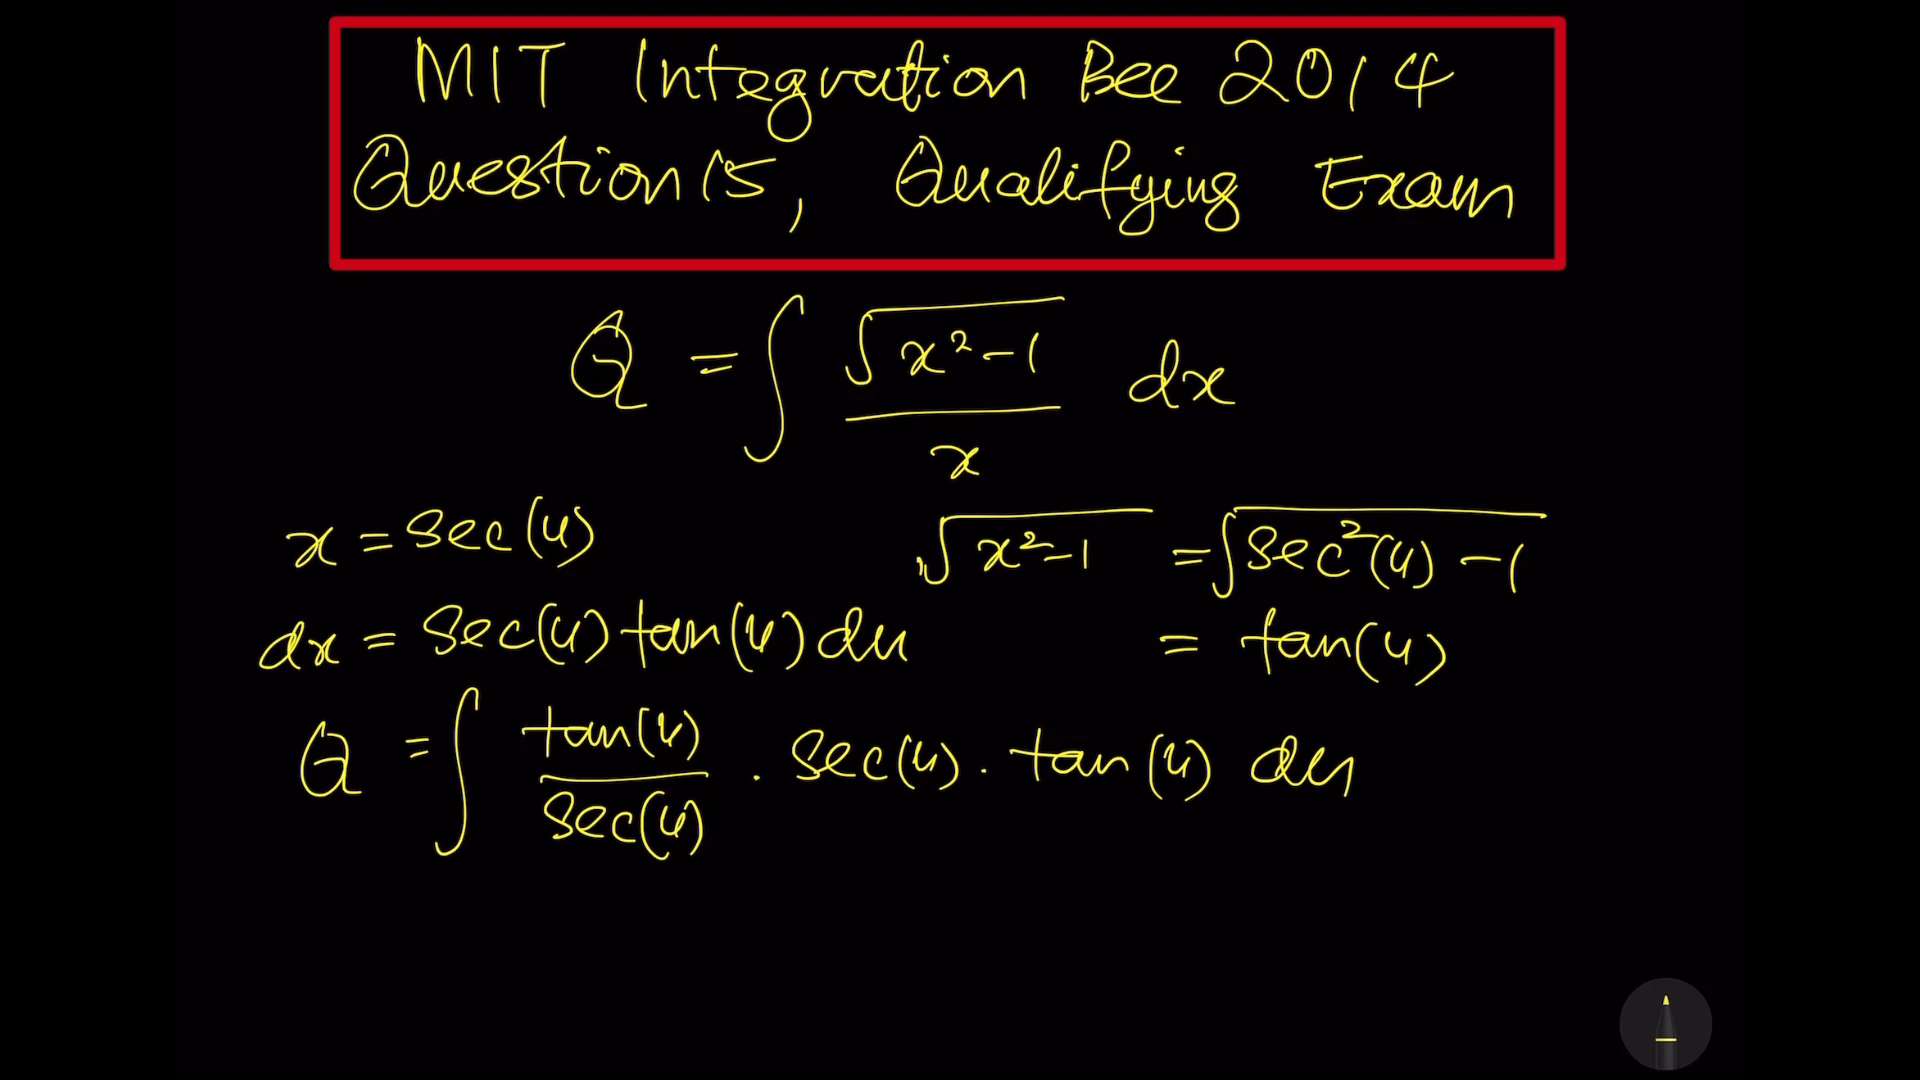 MIT Integration Bee 2014
Question 15, Qualifying Exam
Q = ∫ √(x² - 1) / x dx
x = sec(u)
√(x² - 1) = √(sec²(u) - 1)
dx = sec(u) tan(u) du
= tan(u)
Q = ∫ tan(u) / sec(u) · sec(u) · tan(u) du